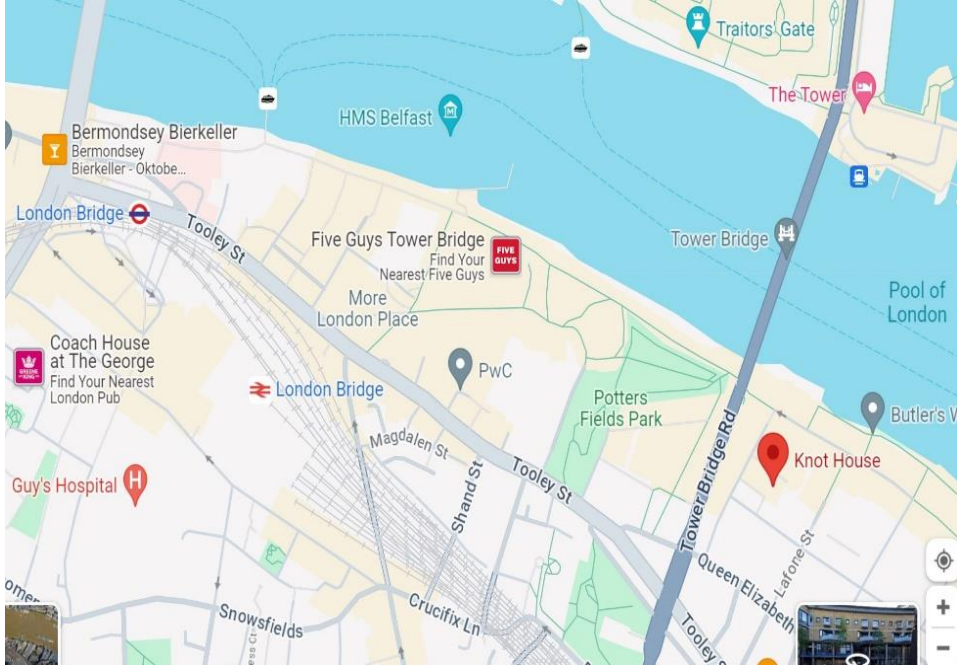 Traitors' Gate
The Tower
HMS Belfast
Bermondsey Bierkeller
Bermondsey
Bierkeller - Oktobe...
London Bridge
Tooley St
Five Guys Tower Bridge
Find Your
Nearest Five Guys
FIVE
GUYS
Tower Bridge
Pool of
London
More
London Place
Coach House
at The George
Find Your Nearest
London Pub
GREENE
KING
London Bridge
PwC
Potters
Fields Park
Butler's W
Tower Bridge Rd
Knot House
Magdalen St
Tooley St
Shand St
Guy's Hospital
H
Lafone St
Queen Elizabeth
Crucifix Ln
Snowsfields
Tooley S